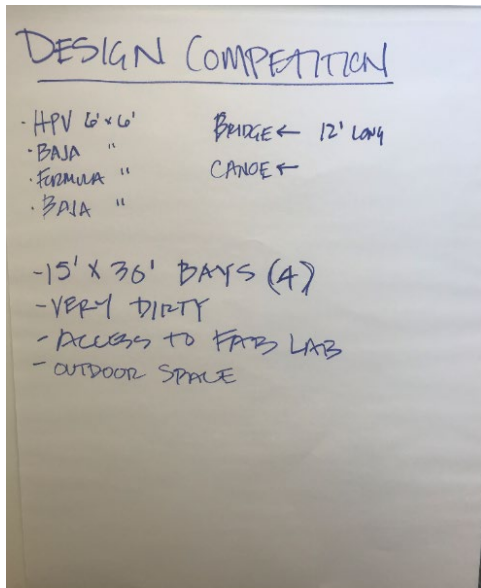 DESIGN COMPETITION
· HPV 6' x 6'
· BAJA "
· FORMULA "
· BAJA "
BRIDGE ← 12' LONG
CANOE ←
- 15' X 36' BAYS (4)
- VERY DIRTY
- ACCESS TO FAB LAB
- OUTDOOR SPACE